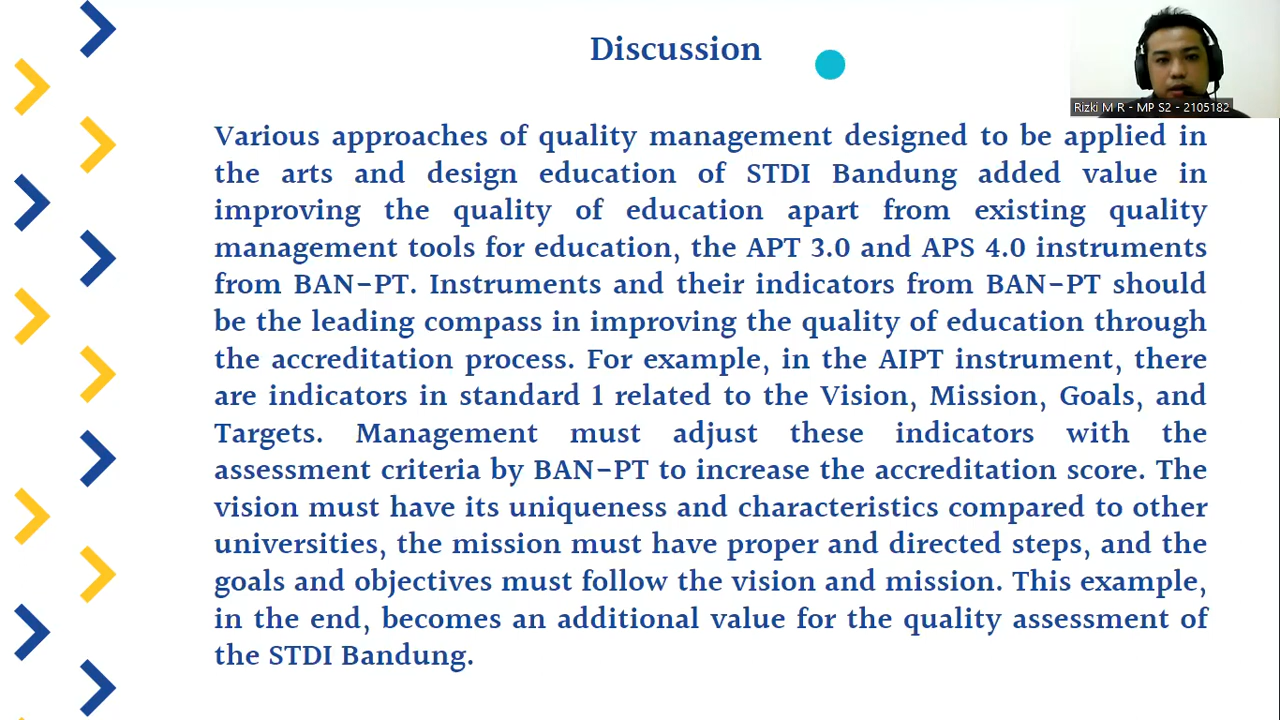 Discussion
Rizki M R - MP S2 - 2105182
Various approaches of quality management designed to be applied in
the arts and design education of STDI Bandung added value in
improving the quality of education apart from existing quality
management tools for education, the APT 3.0 and APS 4.0 instruments
from BAN-PT. Instruments and their indicators from BAN-PT should
be the leading compass in improving the quality of education through
the accreditation process. For example, in the AIPT instrument, there
are indicators in standard 1 related to the Vision, Mission, Goals, and
Targets. Management must adjust these indicators with the
assessment criteria by BAN-PT to increase the accreditation score. The
vision must have its uniqueness and characteristics compared to other
universities, the mission must have proper and directed steps, and the
goals and objectives must follow the vision and mission. This example,
in the end, becomes an additional value for the quality assessment of
the STDI Bandung.